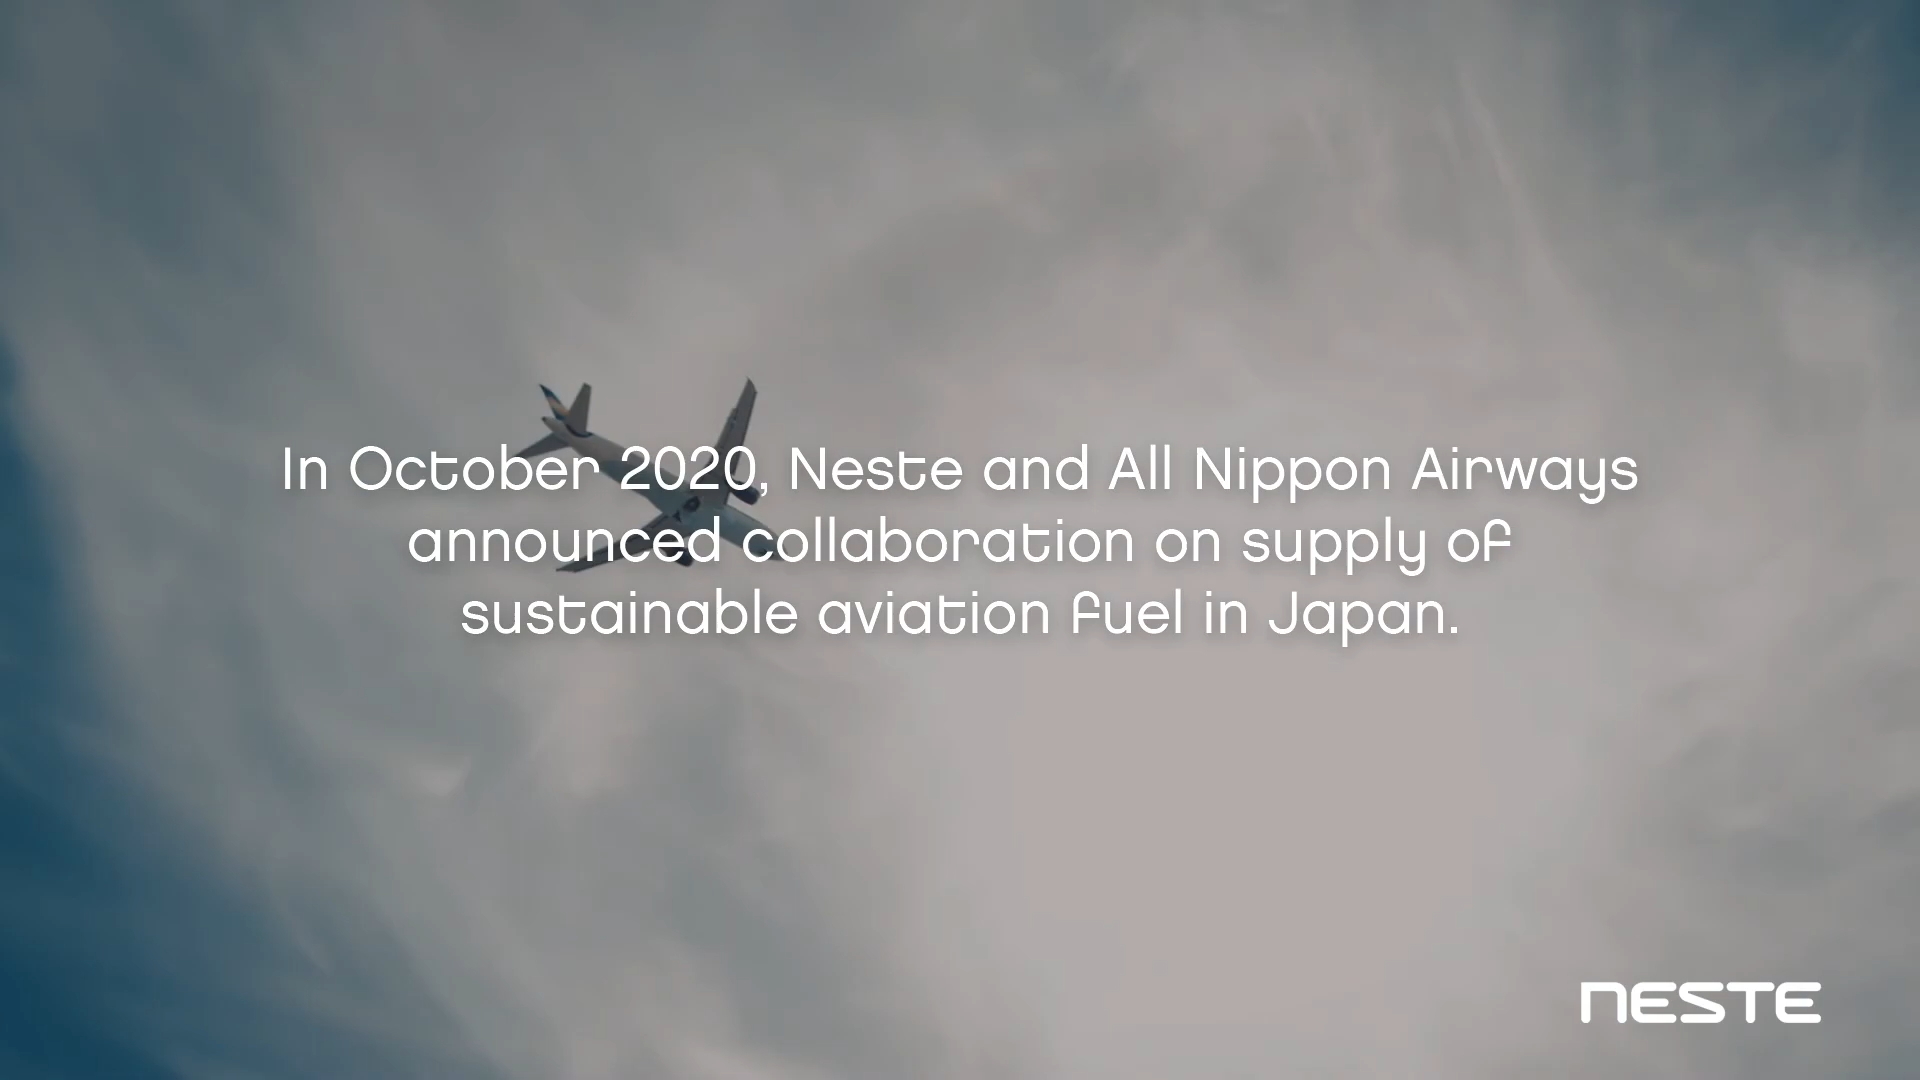 In October 2020, Neste and All Nippon Airways
announced collaboration on supply of
sustainable aviation fuel in Japan.
NESTE